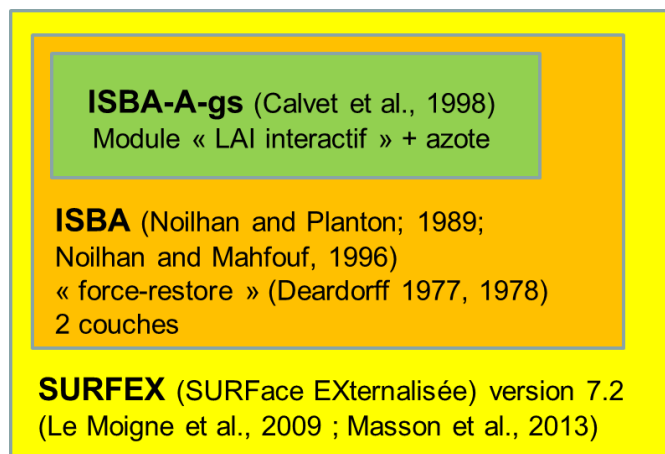 ISBA-A-gs (Calvet et al., 1998)
Module « LAI interactif » + azote
ISBA (Noilhan and Planton; 1989;
Noilhan and Mahfouf, 1996)
« force-restore » (Deardorff 1977, 1978)
2 couches
SURFEX (SURFace EXternalisée) version 7.2
(Le Moigne et al., 2009 ; Masson et al., 2013)